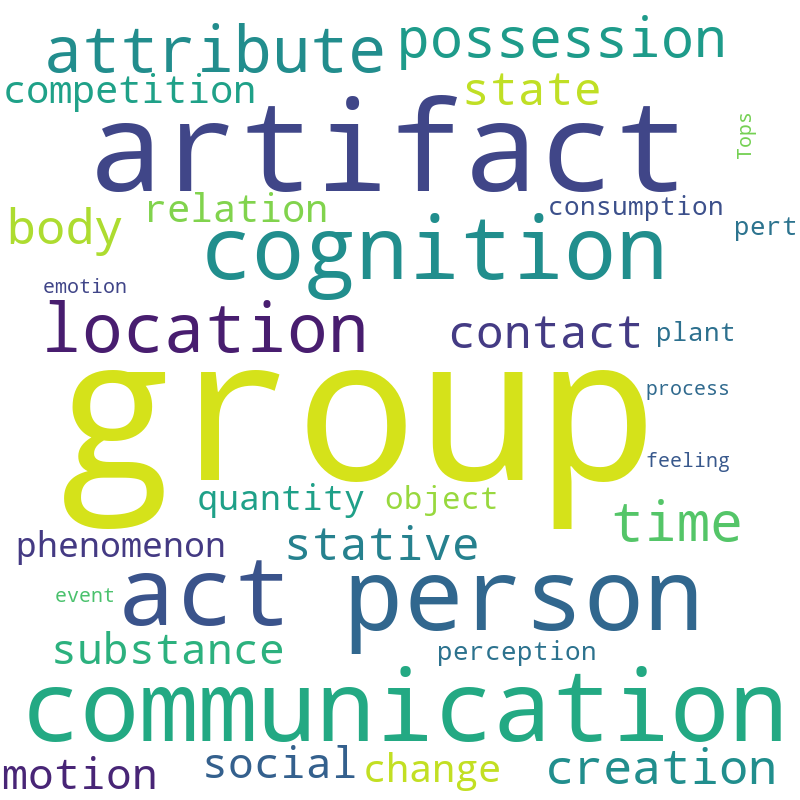 attribute
possession
competition
state
artifact
Tops
relation
consumption
body
cognition
pert
emotion
location
contact
plant
group
process
feeling
quantity
object
time
phenomenon
stative
act
person
event
substance
perception
communication
motion
social
change
creation